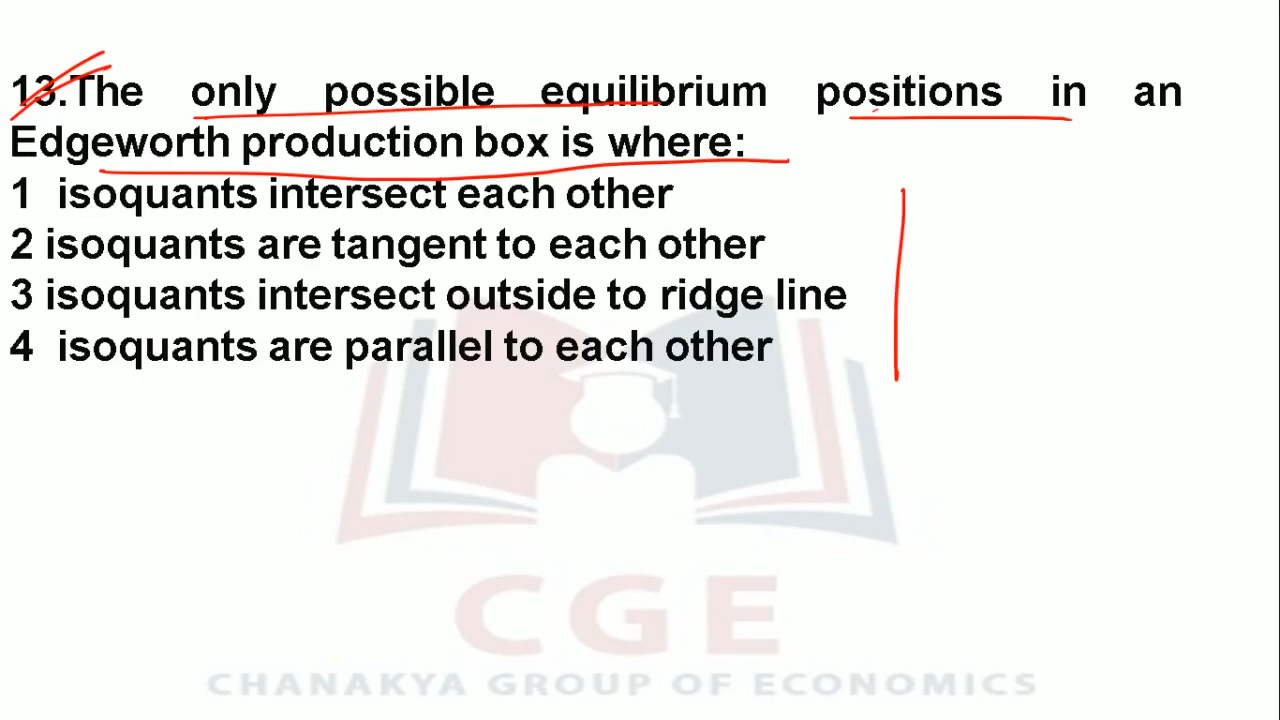 13.The only possible equilibrium positions in an
Edgeworth production box is where:
1 isoquants intersect each other
2 isoquants are tangent to each other
3 isoquants intersect outside to ridge line
4 isoquants are parallel to each other
CGE
CHANAKYA GROUP OF ECONOMICS